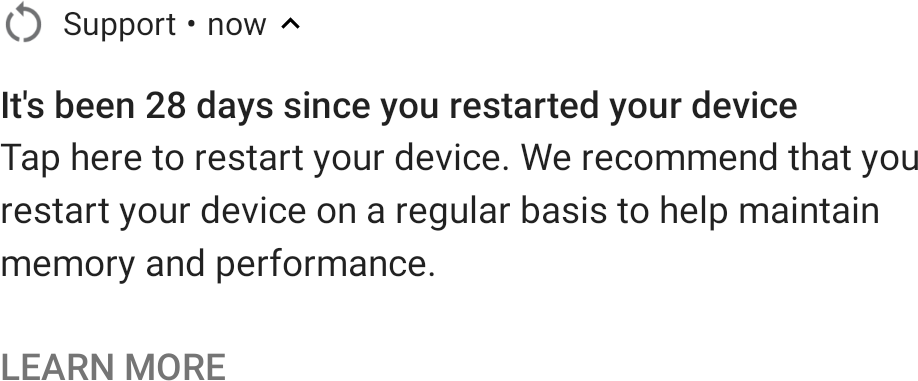 Support • now
It's been 28 days since you restarted your device
Tap here to restart your device. We recommend that you
restart your device on a regular basis to help maintain
memory and performance.
LEARN MORE